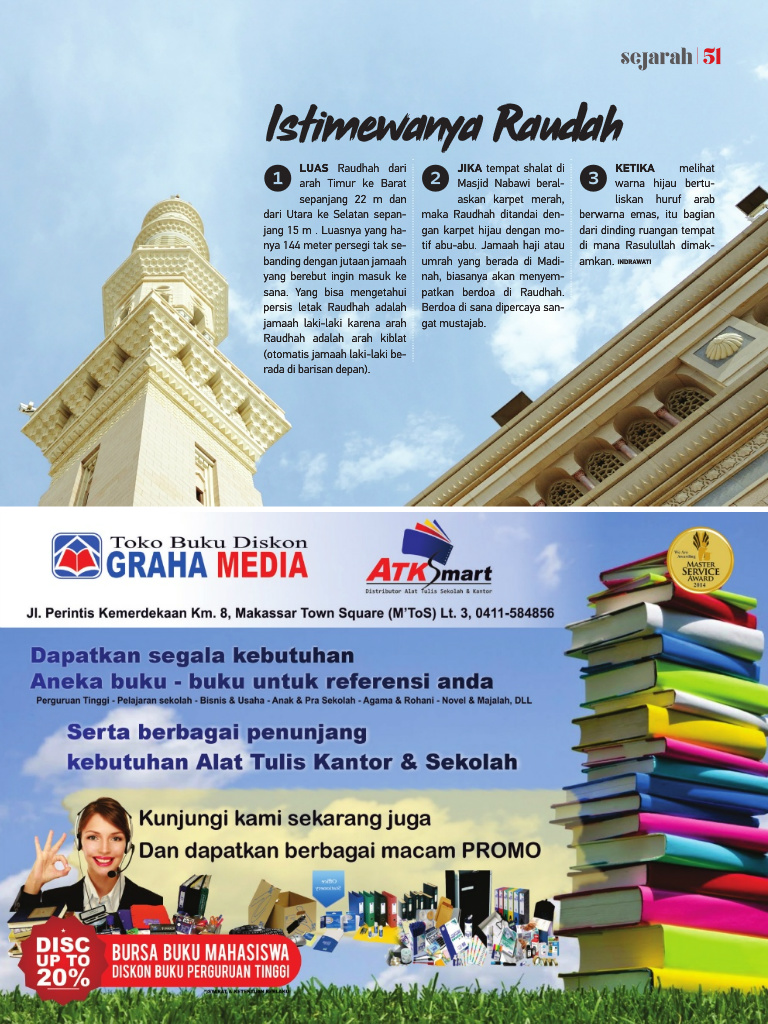 sejarah | 51
Istimewanya Raudah
1 LUAS Raudhah dari
arah Timur ke Barat
sepanjang 22 m dan
dari Utara ke Selatan sepan-
jang 15 m . Luasnya yang ha-
nya 144 meter persegi tak se-
banding dengan jutaan jamaah
yang berebut ingin masuk ke
sana. Yang bisa mengetahui
persis letak Raudhah adalah
jamaah laki-laki karena arah
Raudhah adalah arah kiblat
(otomatis jamaah laki-laki be-
rada di barisan depan).
2 JIKA tempat shalat di
Masjid Nabawi beral-
askan karpet merah,
maka Raudhah ditandai den-
gan karpet hijau dengan mo-
tif abu-abu. Jamaah haji atau
umrah yang berada di Madi-
nah, biasanya akan menyem-
patkan berdoa di Raudhah.
Berdoa di sana dipercaya san-
gat mustajab.
3 KETIKA melihat
warna hijau bertu-
liskan huruf arab
berwarna emas, itu bagian
dari dinding ruangan tempat
di mana Rasulullah dimak-
amkan. INDRAWATI
Toko Buku Diskon
GRAHA MEDIA
ATK Smart
Distributor Alat Tulis Sekolah & Kantor
We Are Awarding
MASTER
SERVICE
AWARD
2014
Jl. Perintis Kemerdekaan Km. 8, Makassar Town Square (M'ToS) Lt. 3, 0411-584856
Dapatkan segala kebutuhan
Aneka buku - buku untuk referensi anda
Perguruan Tinggi - Pelajaran sekolah - Bisnis & Usaha - Anak & Pra Sekolah - Agama & Rohani - Novel & Majalah, DLL
Serta berbagai penunjang
kebutuhan Alat Tulis Kantor & Sekolah
Kunjungi kami sekarang juga
Dan dapatkan berbagai macam PROMO
DISC
UP TO
20%
BURSA BUKU MAHASISWA
DISKON BUKU PERGURUAN TINGGI
*SYARAT & KETENTUAN BERLAKU